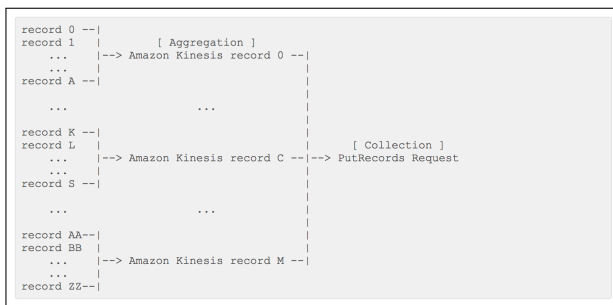 record 0 --|
record 1   |        [ Aggregation ]
    ...    |--> Amazon Kinesis record 0 --|
    ...    |                              |
record A --|                              |
                                          |
    ...                 ...               |
                                          |
record K --|                              |
record L   |                              |      [ Collection ]
    ...    |--> Amazon Kinesis record C --|--> PutRecords Request
    ...    |                              |
record S --|                              |
                                          |
    ...                 ...               |
                                          |
record AA--|                              |
record BB  |                              |
    ...    |--> Amazon Kinesis record M --|
    ...    |
record ZZ--|